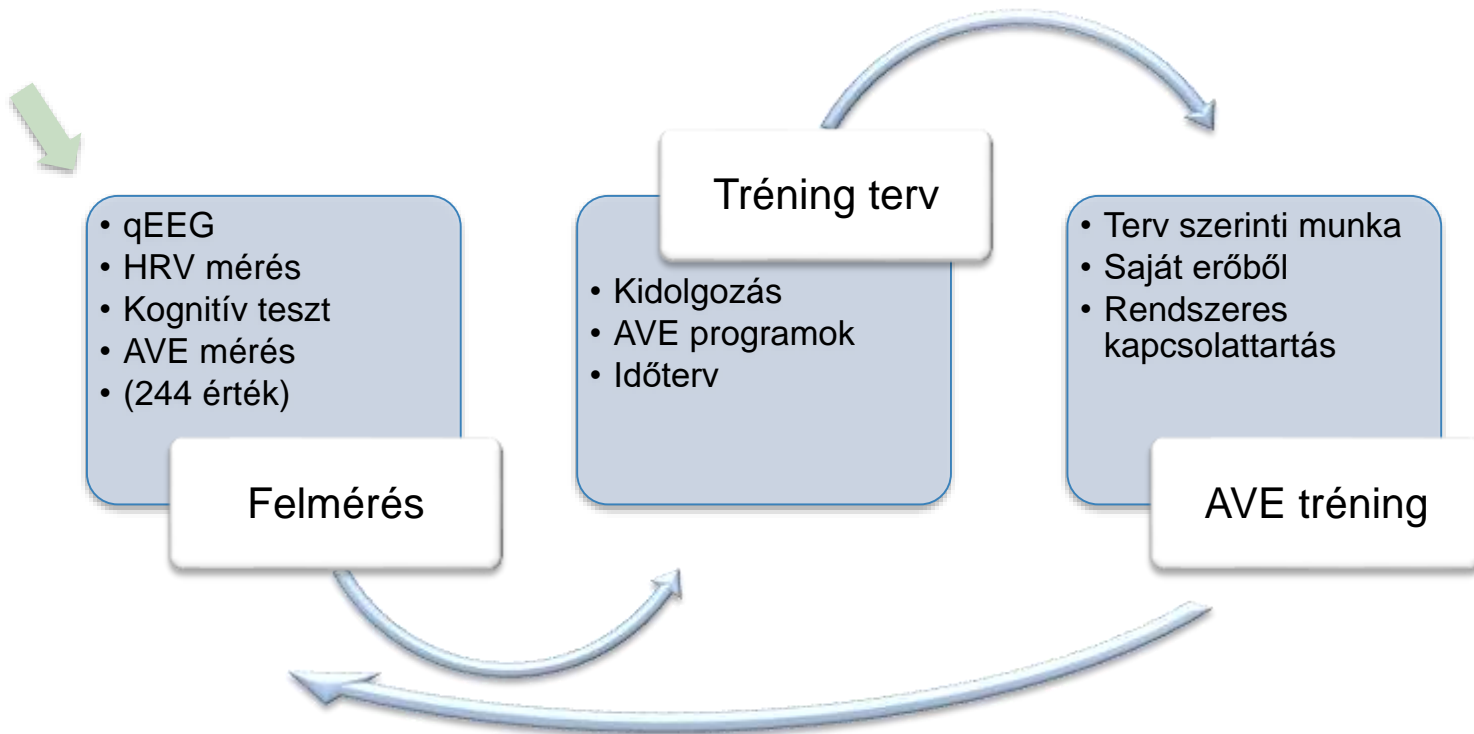 • qEEG
• HRV mérés
• Kognitív teszt
• AVE mérés
• (244 érték)
Felmérés
Tréning terv
• Kidolgozás
• AVE programok
• Időterv
• Terv szerinti munka
• Saját erőből
• Rendszeres
kapcsolattartás
AVE tréning